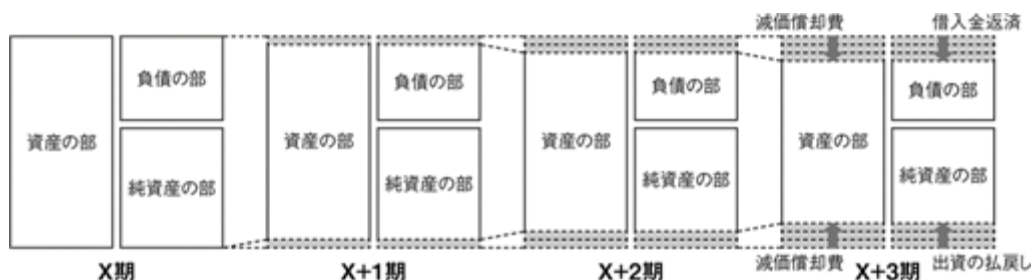 減価償却費 借入金返済
負債の部 負債の部 負債の部 負債の部
資産の部 資産の部 資産の部 資産の部
純資産の部 純資産の部 純資産の部 純資産の部
減価償却費 出資の払戻し
X期 X+1期 X+2期 X+3期